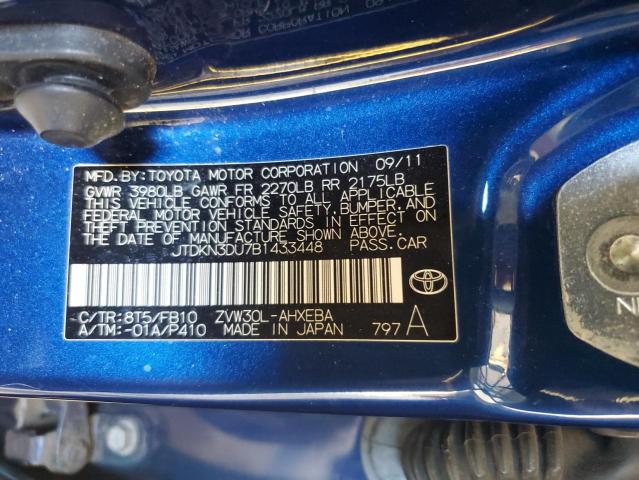 MFD.BY:TOYOTA MOTOR CORPORATION 09/11
GVWR 3980LB GAWR FR 2270LB RR 2175LB
THIS VEHICLE CONFORMS TO ALL APPLICABLE
FEDERAL MOTOR VEHICLE SAFETY,BUMPER,AND
THEFT PREVENTION STANDARDS IN EFFECT ON
THE DATE OF MANUFACTURE SHOWN ABOVE.
JTDKN3DU7B1433448 PASS.CAR
C/TR:8T5/FB10 ZVW30L-AHXEBA
A/TM:-01A/P410 MADE IN JAPAN 797 A